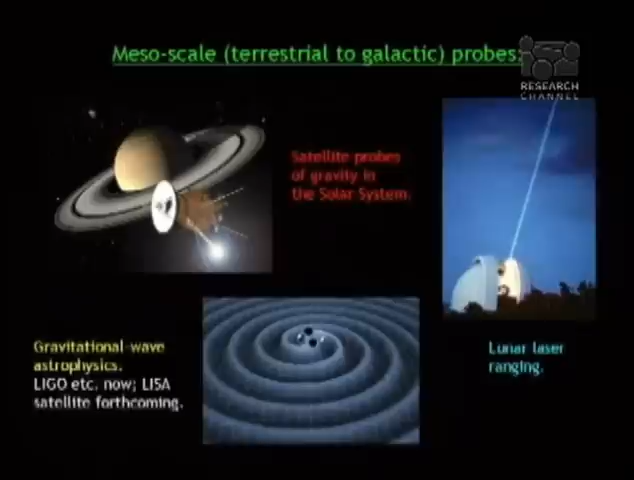 Meso-scale (terrestrial to galactic) probes:
RESEARCH
CHANNEL
Satellite probes
of gravity in
the Solar System.
Gravitational-wave
astrophysics.
LIGO etc. now; LISA
satellite forthcoming.
Lunar laser
ranging.